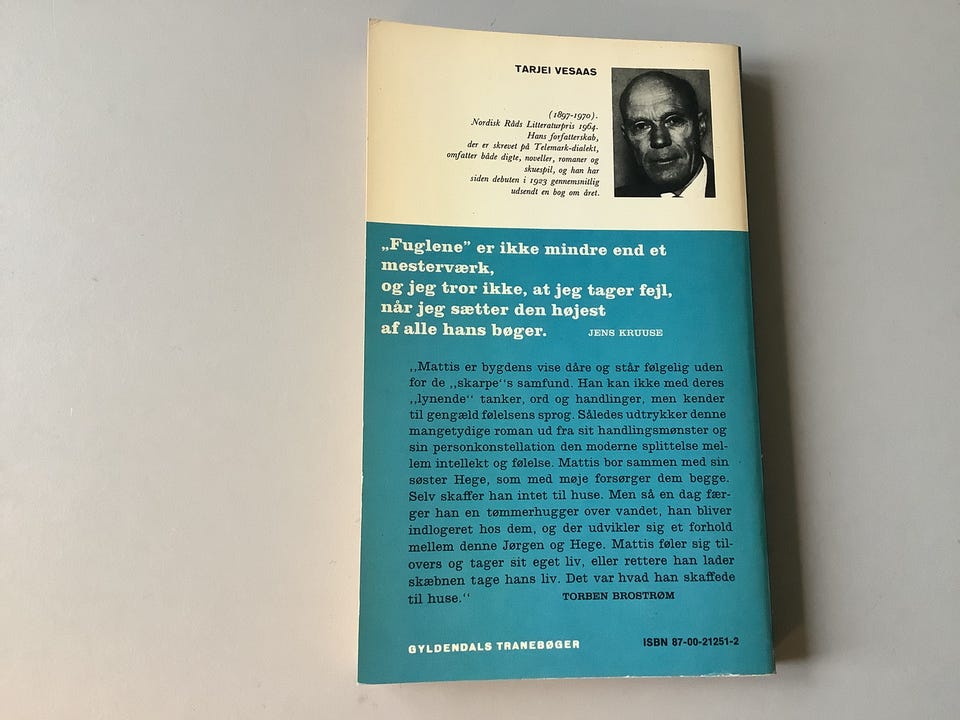 TARJEI VESAAS
(1897-1970).
Nordisk Råds Litteraturpris 1964.
Hans forfatterskab,
der er skrevet på Telemark-dialekt,
omfatter både digte, noveller, romaner og
skuespil, og han har
siden debuten i 1923 gennemsnitlig
udsendt en bog om året.
„Fuglene” er ikke mindre end et
mesterværk,
og jeg tror ikke, at jeg tager fejl,
når jeg sætter den højest
af alle hans bøger. JENS KRUUSE
,,Mattis er bygdens vise dåre og står følgelig uden
for de ,,skarpe‘‘s samfund. Han kan ikke med deres
,,lynende‘‘ tanker, ord og handlinger, men kender
til gengæld følelsens sprog. Således udtrykker denne
mangetydige roman ud fra sit handlingsmønster og
sin personkonstellation den moderne splittelse mel-
lem intellekt og følelse. Mattis bor sammen med sin
søster Hege, som med møje forsørger dem begge.
Selv skaffer han intet til huse. Men så en dag fær-
ger han en tømmerhugger over vandet, han bliver
indlogeret hos dem, og der udvikler sig et forhold
mellem denne Jørgen og Hege. Mattis føler sig til-
overs og tager sit eget liv, eller rettere han lader
skæbnen tage hans liv. Det var hvad han skaffede
til huse.‘‘ TORBEN BROSTRØM
GYLDENDALS TRANEBØGER ISBN 87-00-21251-2